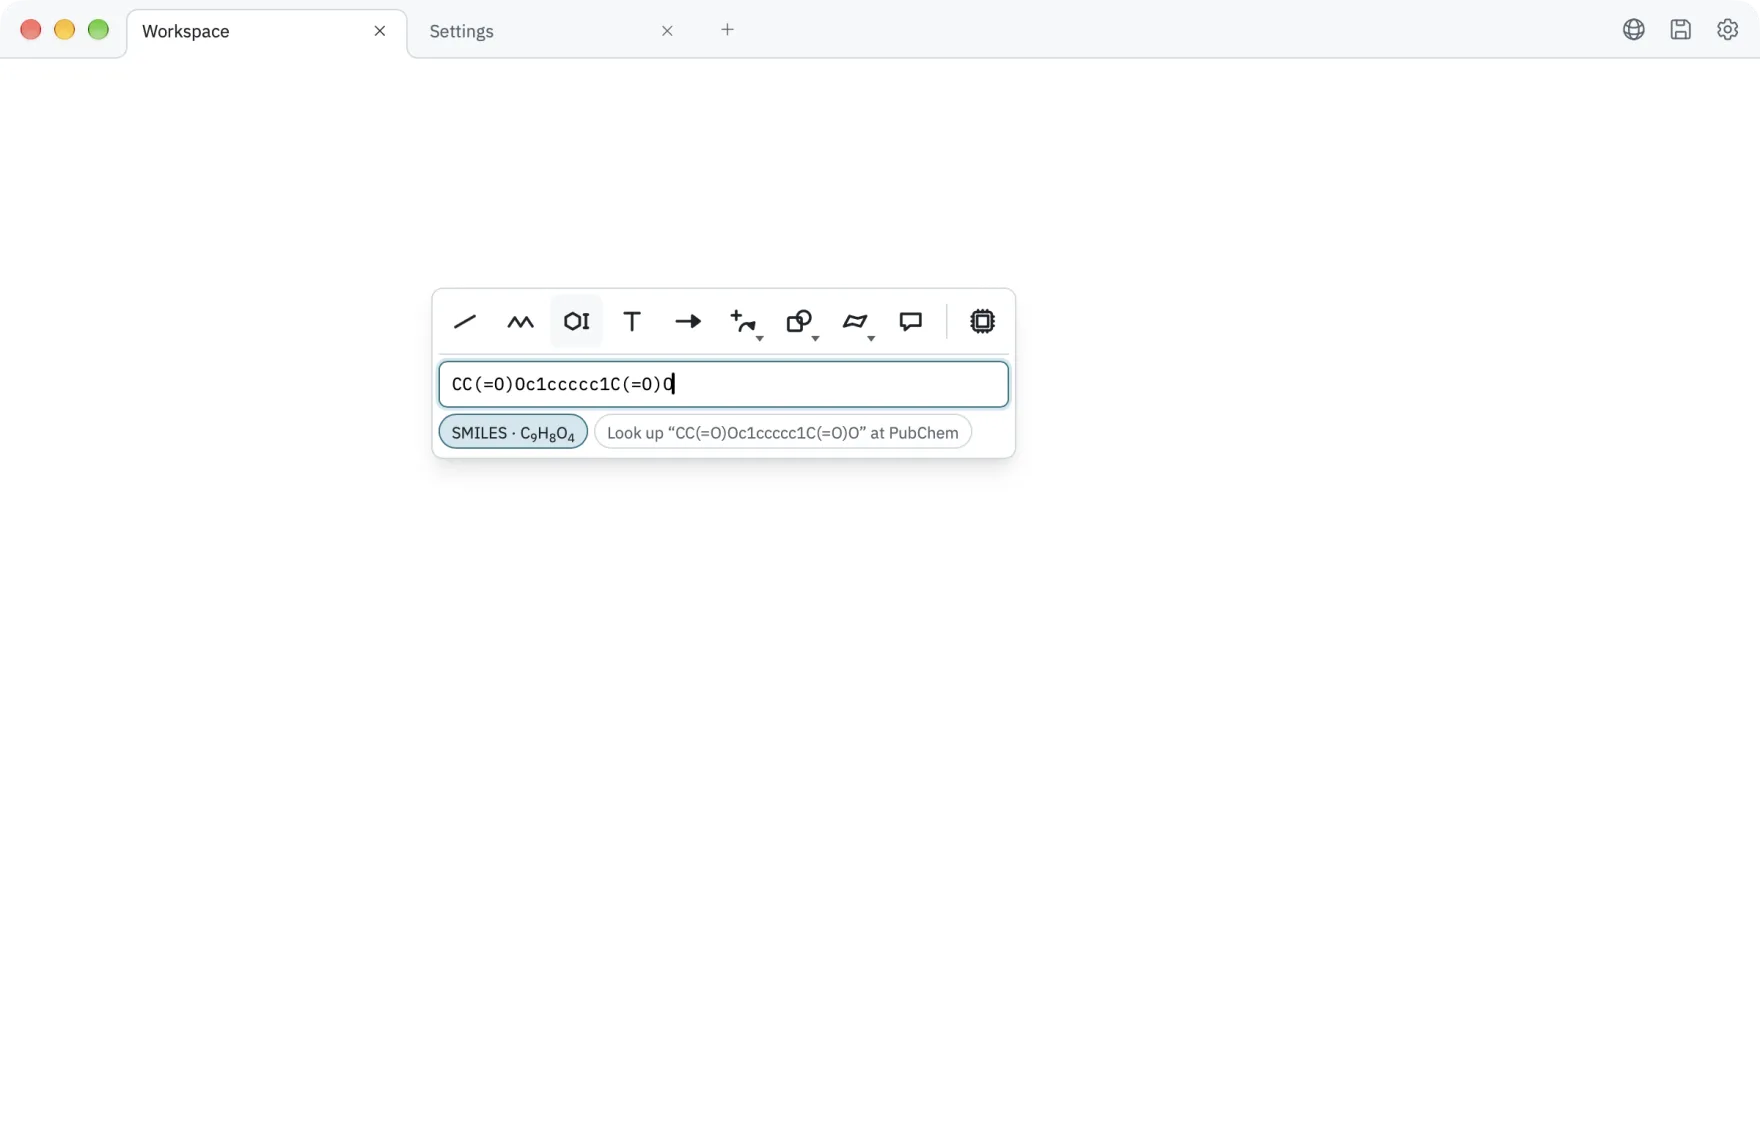 Workspace
Settings
T
CC(=O)Oc1ccccc1C(=O)O
SMILES · C₉H₈O₄
Look up “CC(=O)Oc1ccccc1C(=O)O” at PubChem